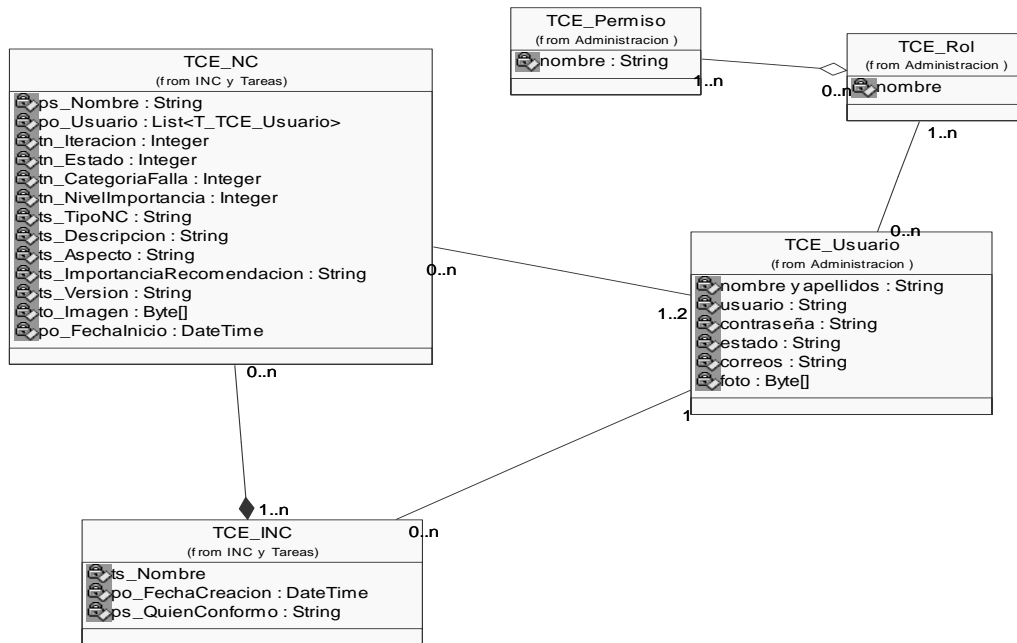 TCE_Permiso
(from Administracion )
nombre : String
1..n
TCE_Rol
(from Administracion )
nombre
0..n
1..n
TCE_NC
(from INC y Tareas)
ps_Nombre : String
po_Usuario : List<T_TCE_Usuario>
tn_Iteracion : Integer
tn_Estado : Integer
tn_CategoriaFalla : Integer
tn_NivelImportancia : Integer
ts_TipoNC : String
ts_Descripcion : String
ts_Aspecto : String
ts_ImportanciaRecomendacion : String
ts_Version : String
to_Imagen : Byte[]
po_FechaInicio : DateTime
0..n
0..n
0..n
TCE_Usuario
(from Administracion )
nombre y apellidos : String
usuario : String
contraseña : String
estado : String
correos : String
foto : Byte[]
1..2
1
1..n
0..n
TCE_INC
(from INC y Tareas)
ts_Nombre
po_FechaCreacion : DateTime
ps_QuienConformo : String